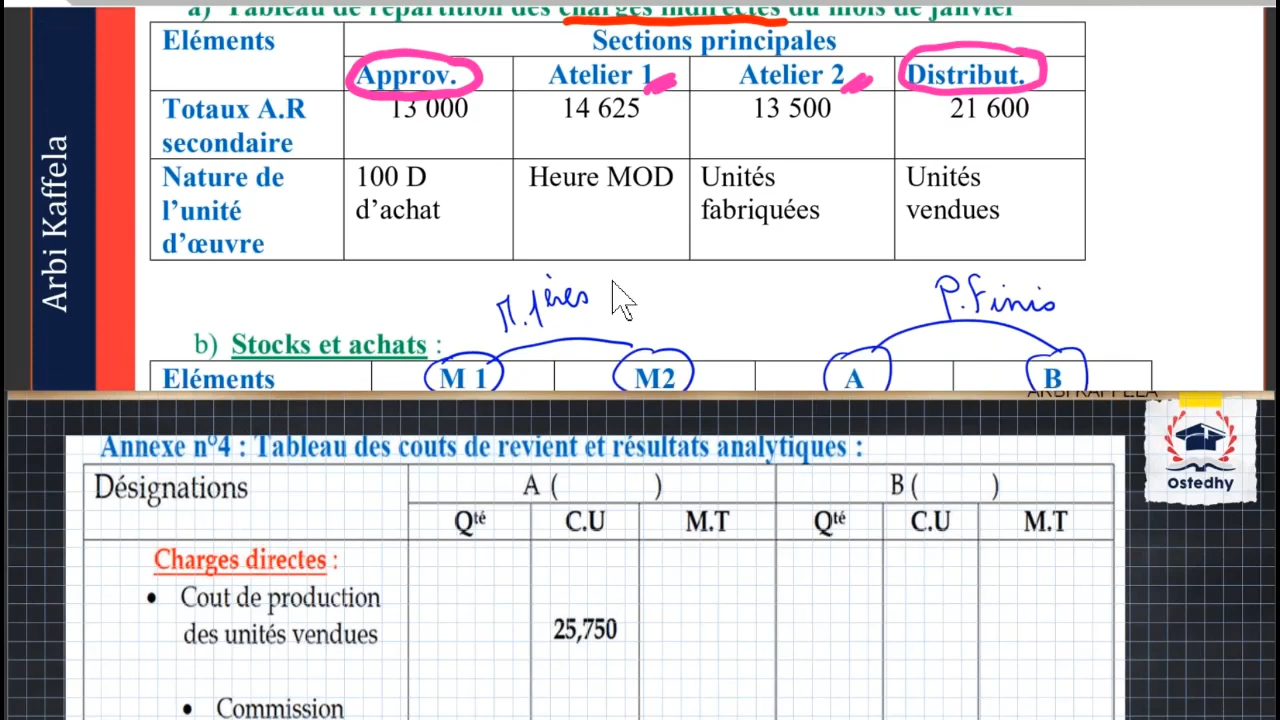 a) Tableau de répartition des charges indirectes du mois de janvier
Eléments
Sections principales
Approv.
Atelier 1
Atelier 2
Distribut.
Totaux A.R secondaire
13 000
14 625
13 500
21 600
Nature de l’unité d’œuvre
100 D d’achat
Heure MOD
Unités fabriquées
Unités vendues
Arbi Kaffela
M.1ères
P.Finis
b) Stocks et achats :
Eléments
M 1
M2
A
B
ARBI KAFFELA
Annexe n°4 : Tableau des couts de revient et résultats analytiques :
Désignations
A ( )
B ( )
Qté
C.U
M.T
Qté
C.U
M.T
Charges directes :
• Cout de production
des unités vendues
25,750
• Commission
Ostedhy